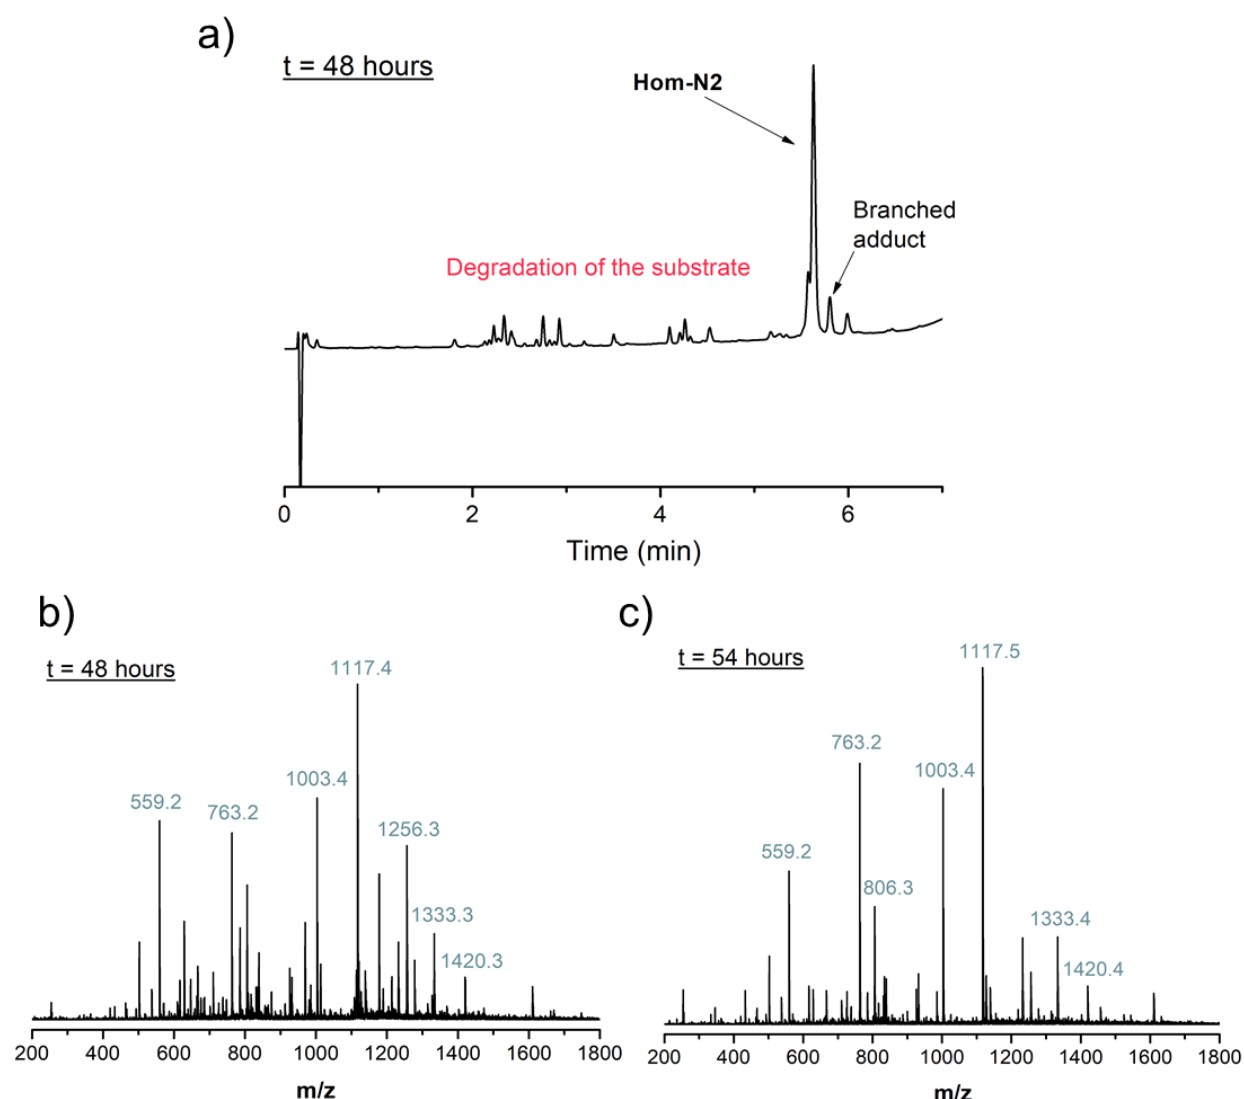 a)
t = 48 hours
Hom-N2
Branched
adduct
Degradation of the substrate
0
2
4
6
Time (min)
b)
t = 48 hours
1117.4
1003.4
559.2
763.2
1256.3
1333.3
1420.3
200 400 600 800 1000 1200 1400 1600 1800
m/z
c)
t = 54 hours
1117.5
763.2
1003.4
559.2
806.3
1333.4
1420.4
200 400 600 800 1000 1200 1400 1600 1800
m/z